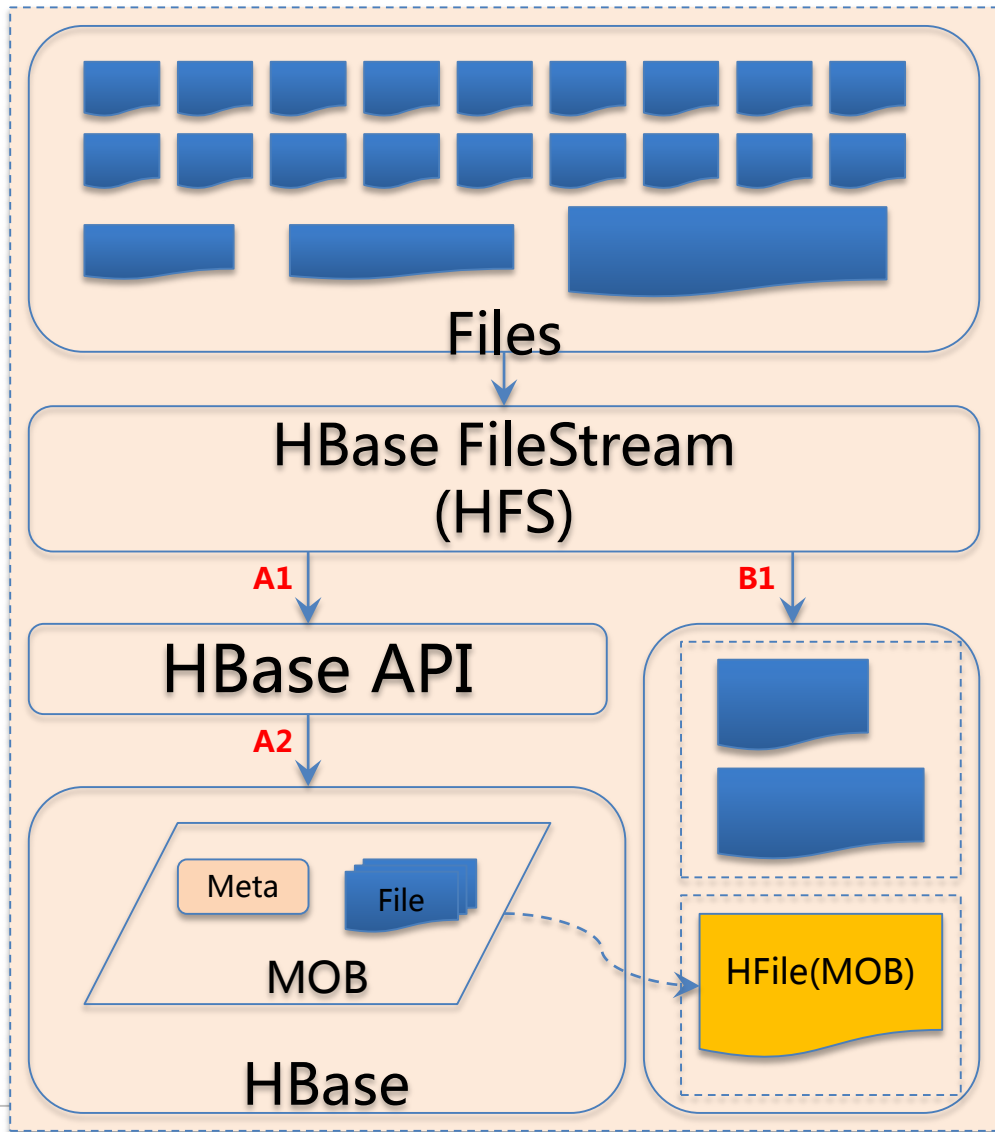 Files
HBase FileStream
(HFS)
A1
B1
HBase API
A2
Meta
File
MOB
HFile(MOB)
HBase